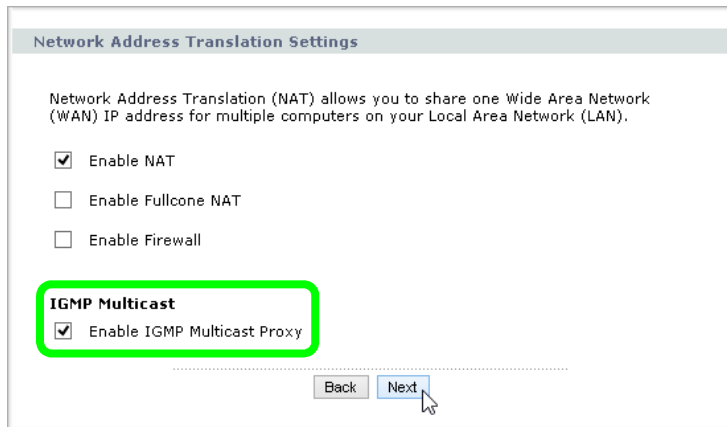 Network Address Translation Settings
Network Address Translation (NAT) allows you to share one Wide Area Network
(WAN) IP address for multiple computers on your Local Area Network (LAN).
Enable NAT
Enable Fullcone NAT
Enable Firewall
IGMP Multicast
Enable IGMP Multicast Proxy
Back Next